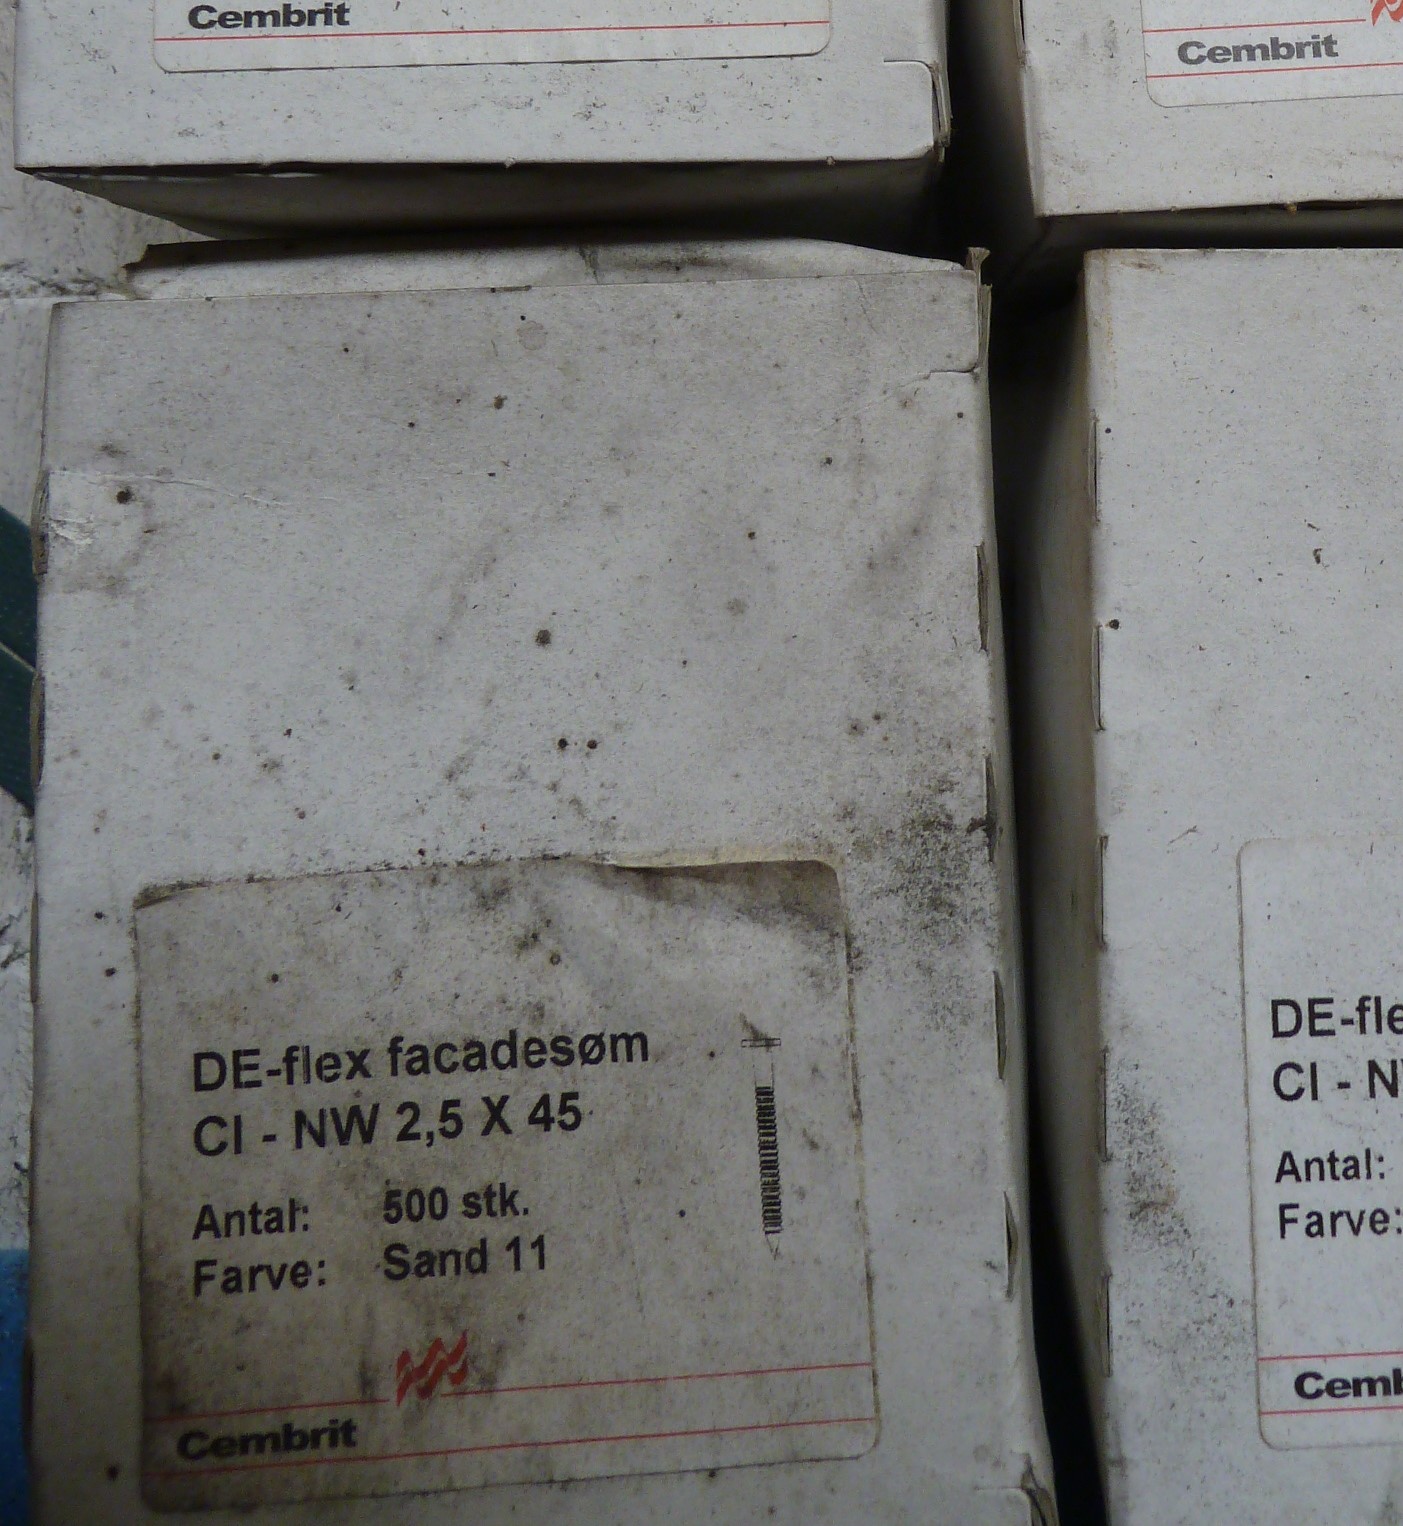 Cembrit
Cembrit
DE-flex facadesøm
CI - NW 2,5 X 45
Antal: 500 stk.
Farve: Sand 11
Cembrit
DE-fle
CI - N
Antal:
Farve:
Cemb